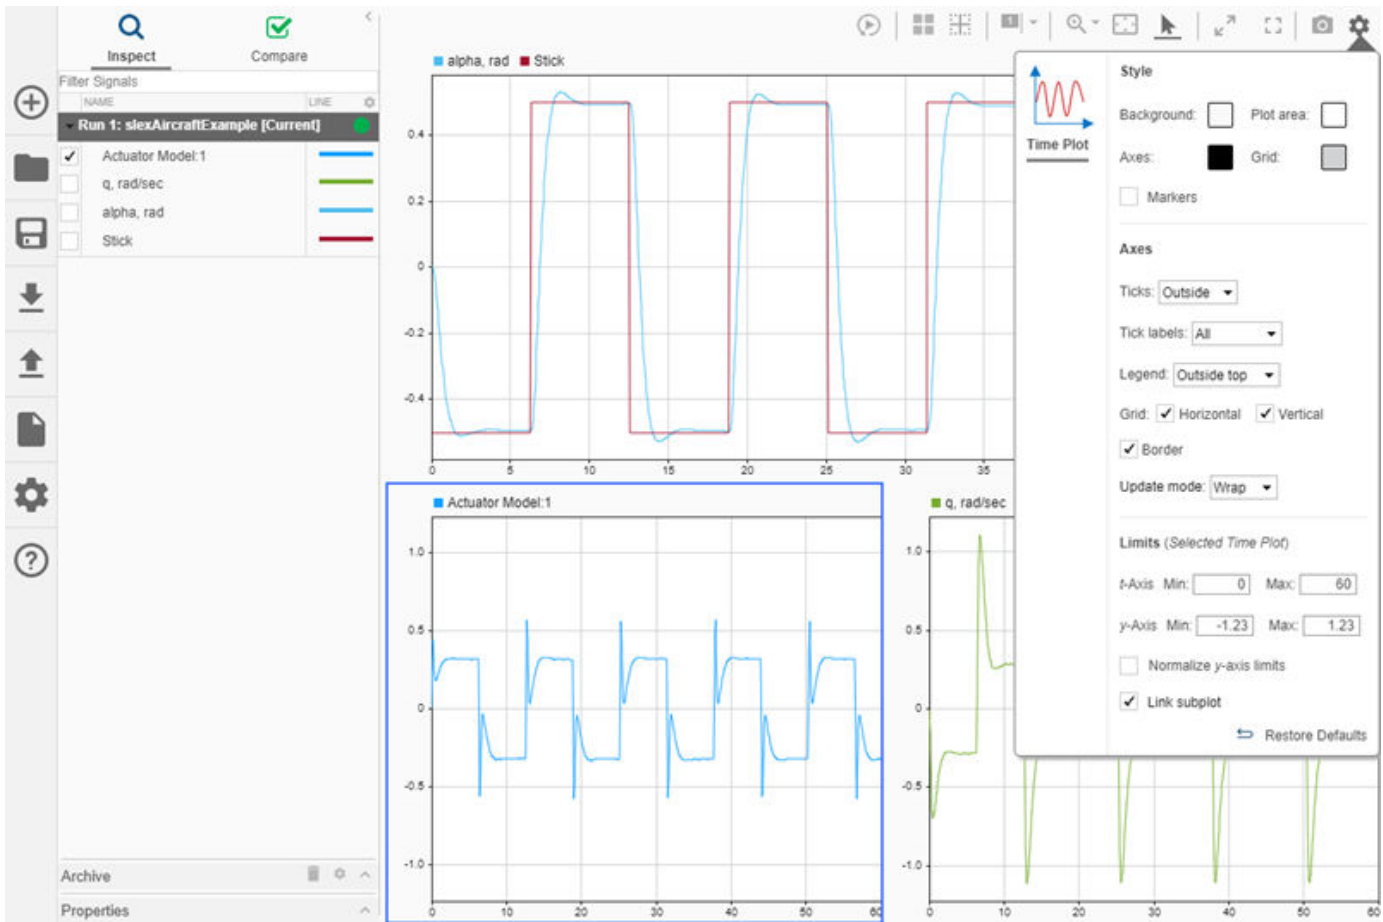 Inspect
Compare
Filter Signals
NAME
LINE
Run 1: slexAircraftExample [Current]
Actuator Model:1
q, rad/sec
alpha, rad
Stick
Archive
Properties
1
alpha, rad Stick
0.4
0.2
0
-0.2
-0.4
0 5 10 15 20 25 30 35
Actuator Model:1
1.0
0.5
0
-0.5
-1.0
0 10 20 30 40 50 60
q, rad/sec
1.0
0.5
0
-0.5
-1.0
0 10 20 30 40 50 60
Time Plot
Style
Background: Plot area:
Axes: Grid:
Markers
Axes
Ticks: Outside
Tick labels: All
Legend: Outside top
Grid: Horizontal Vertical
Border
Update mode: Wrap
Limits (Selected Time Plot)
t-Axis Min: 0 Max: 60
y-Axis Min: -1.23 Max: 1.23
Normalize y-axis limits
Link subplot
Restore Defaults